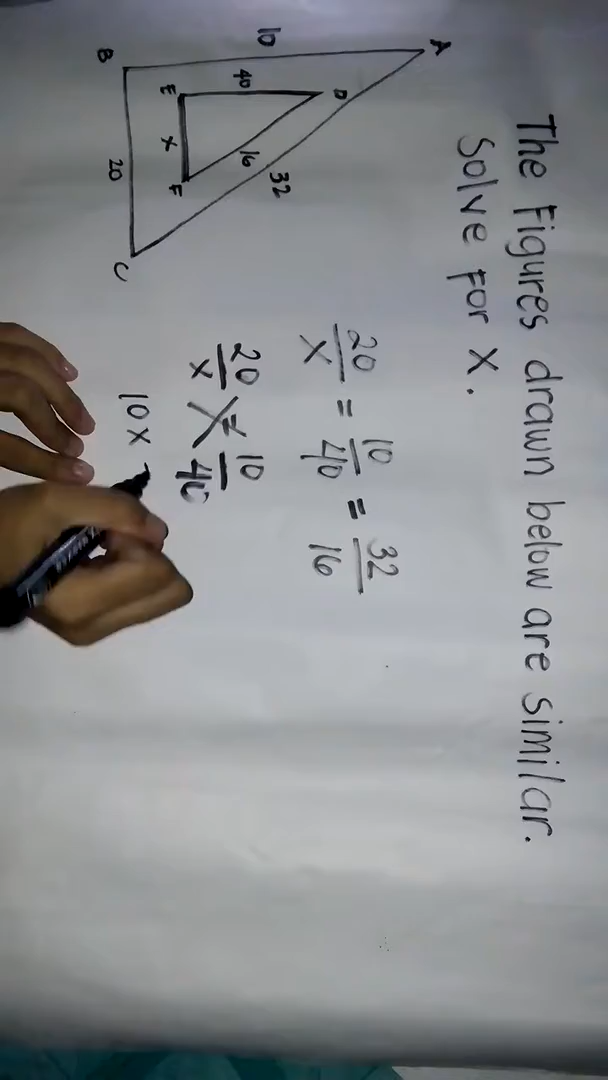 The Figures drawn below are similar.
Solve for x.
A
10
B
D
40
E
16
32
x
F
20
C
20/x = 10/40 = 32/16
20/x = 10/40
10x